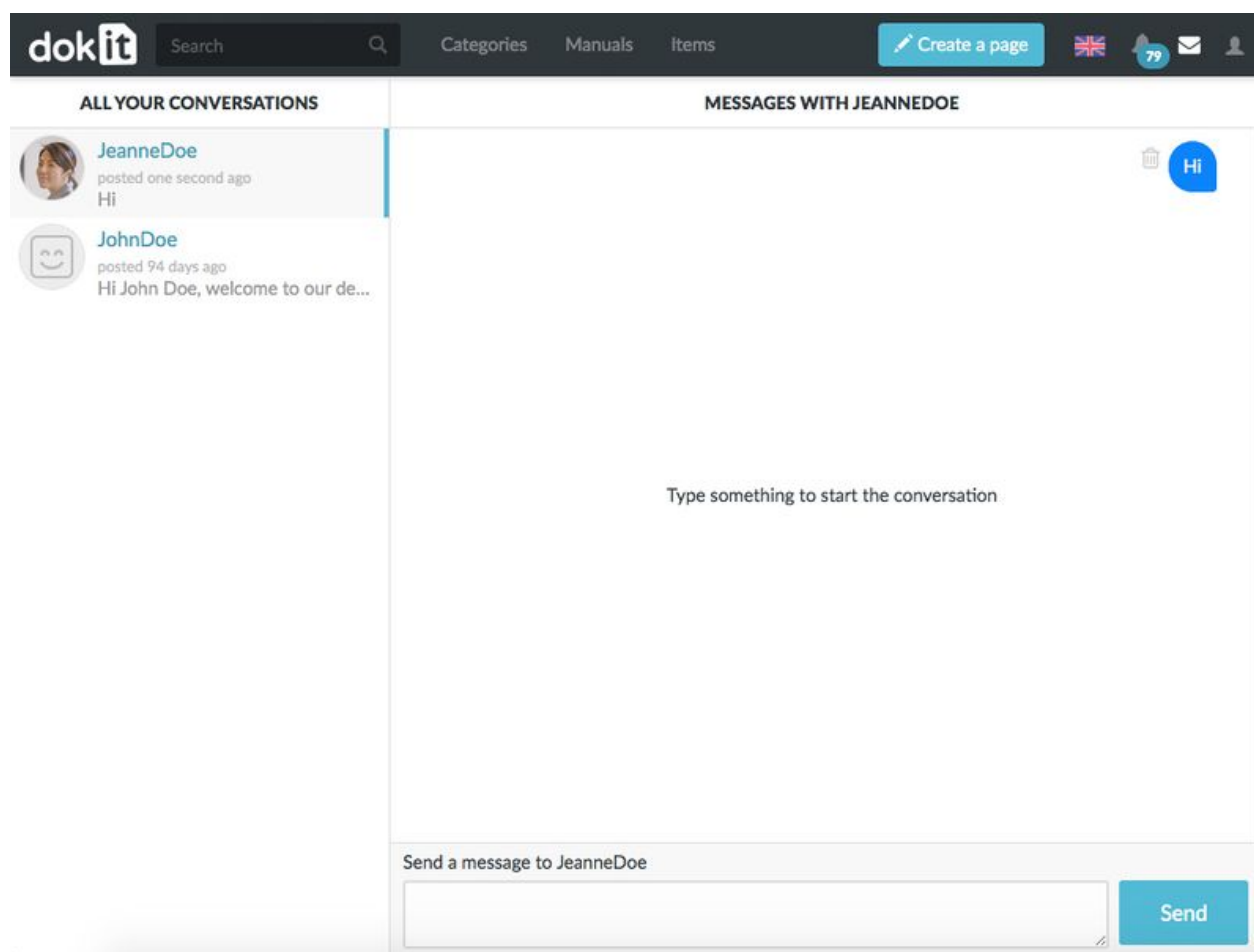 dokit
Search
Categories
Manuals
Items
Create a page
79
ALL YOUR CONVERSATIONS
JeanneDoe
posted one second ago
Hi
JohnDoe
posted 94 days ago
Hi John Doe, welcome to our de...
MESSAGES WITH JEANNEDOE
Hi
Type something to start the conversation
Send a message to JeanneDoe
Send